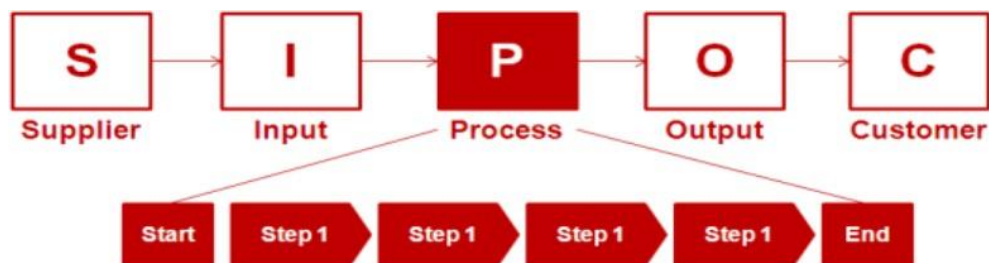 S I P O C
Supplier Input Process Output Customer
Start Step 1 Step 1 Step 1 Step 1 End